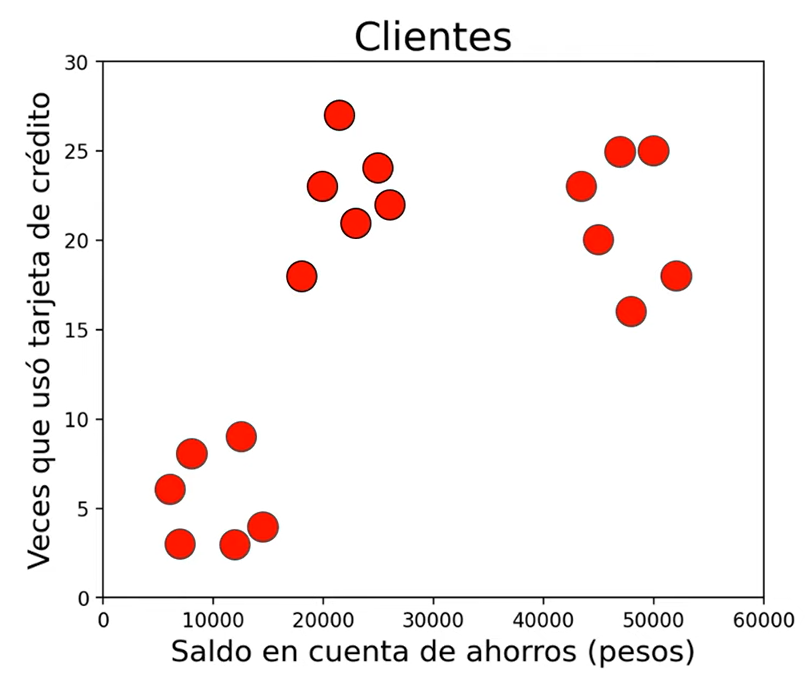 Clientes
Veces que usó tarjeta de crédito
30
25
20
15
10
5
0
0 10000 20000 30000 40000 50000 60000
Saldo en cuenta de ahorros (pesos)